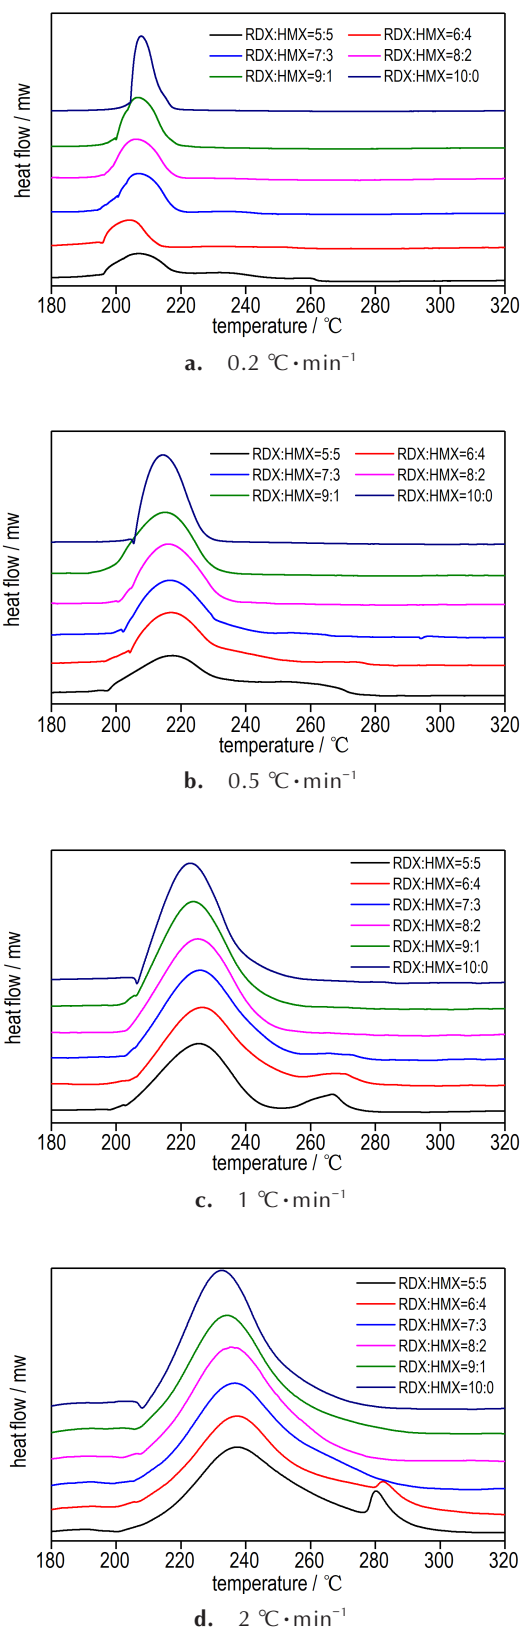 RDX:HMX=5:5 RDX:HMX=6:4
RDX:HMX=7:3 RDX:HMX=8:2
RDX:HMX=9:1 RDX:HMX=10:0
heat flow / mw
180 200 220 240 260 280 300 320
temperature / ℃
a. 0.2 ℃·min⁻¹
RDX:HMX=5:5 RDX:HMX=6:4
RDX:HMX=7:3 RDX:HMX=8:2
RDX:HMX=9:1 RDX:HMX=10:0
heat flow / mw
180 200 220 240 260 280 300 320
temperature / ℃
b. 0.5 ℃·min⁻¹
RDX:HMX=5:5
RDX:HMX=6:4
RDX:HMX=7:3
RDX:HMX=8:2
RDX:HMX=9:1
RDX:HMX=10:0
heat flow / mw
180 200 220 240 260 280 300 320
temperature / ℃
c. 1 ℃·min⁻¹
RDX:HMX=5:5
RDX:HMX=6:4
RDX:HMX=7:3
RDX:HMX=8:2
RDX:HMX=9:1
RDX:HMX=10:0
heat flow / mw
180 200 220 240 260 280 300 320
temperature / ℃
d. 2 ℃·min⁻¹